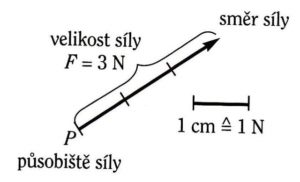 směr síly
velikost síly
F = 3 N
1 cm ≙ 1 N
P
působiště síly